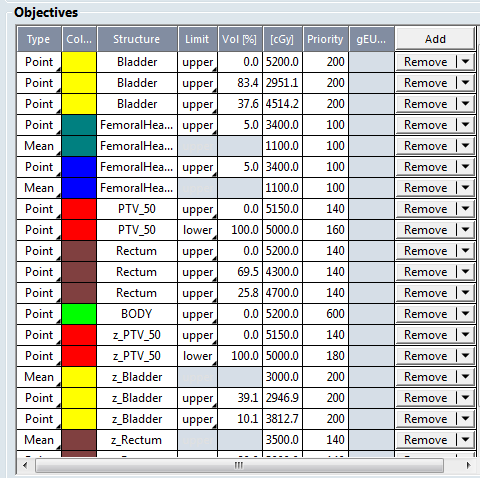 Objectives
Type Col... Structure Limit Vol [%] [cGy] Priority gEU... Add
Point Bladder upper 0.0 5200.0 200 Remove
Point Bladder upper 83.4 2951.1 200 Remove
Point Bladder upper 37.6 4514.2 200 Remove
Point FemoralHea... upper 5.0 3400.0 100 Remove
Mean FemoralHea... 1100.0 100 Remove
Point FemoralHea... upper 5.0 3400.0 100 Remove
Mean FemoralHea... 1100.0 100 Remove
Point PTV_50 upper 0.0 5150.0 140 Remove
Point PTV_50 lower 100.0 5000.0 160 Remove
Point Rectum upper 0.0 5200.0 140 Remove
Point Rectum upper 69.5 4300.0 140 Remove
Point Rectum upper 25.8 4700.0 140 Remove
Point BODY upper 0.0 5200.0 600 Remove
Point z_PTV_50 upper 0.0 5150.0 140 Remove
Point z_PTV_50 lower 100.0 5000.0 180 Remove
Mean z_Bladder 3000.0 200 Remove
Point z_Bladder upper 39.1 2946.9 200 Remove
Point z_Bladder upper 10.1 3812.7 200 Remove
Mean z_Rectum 3500.0 140 Remove